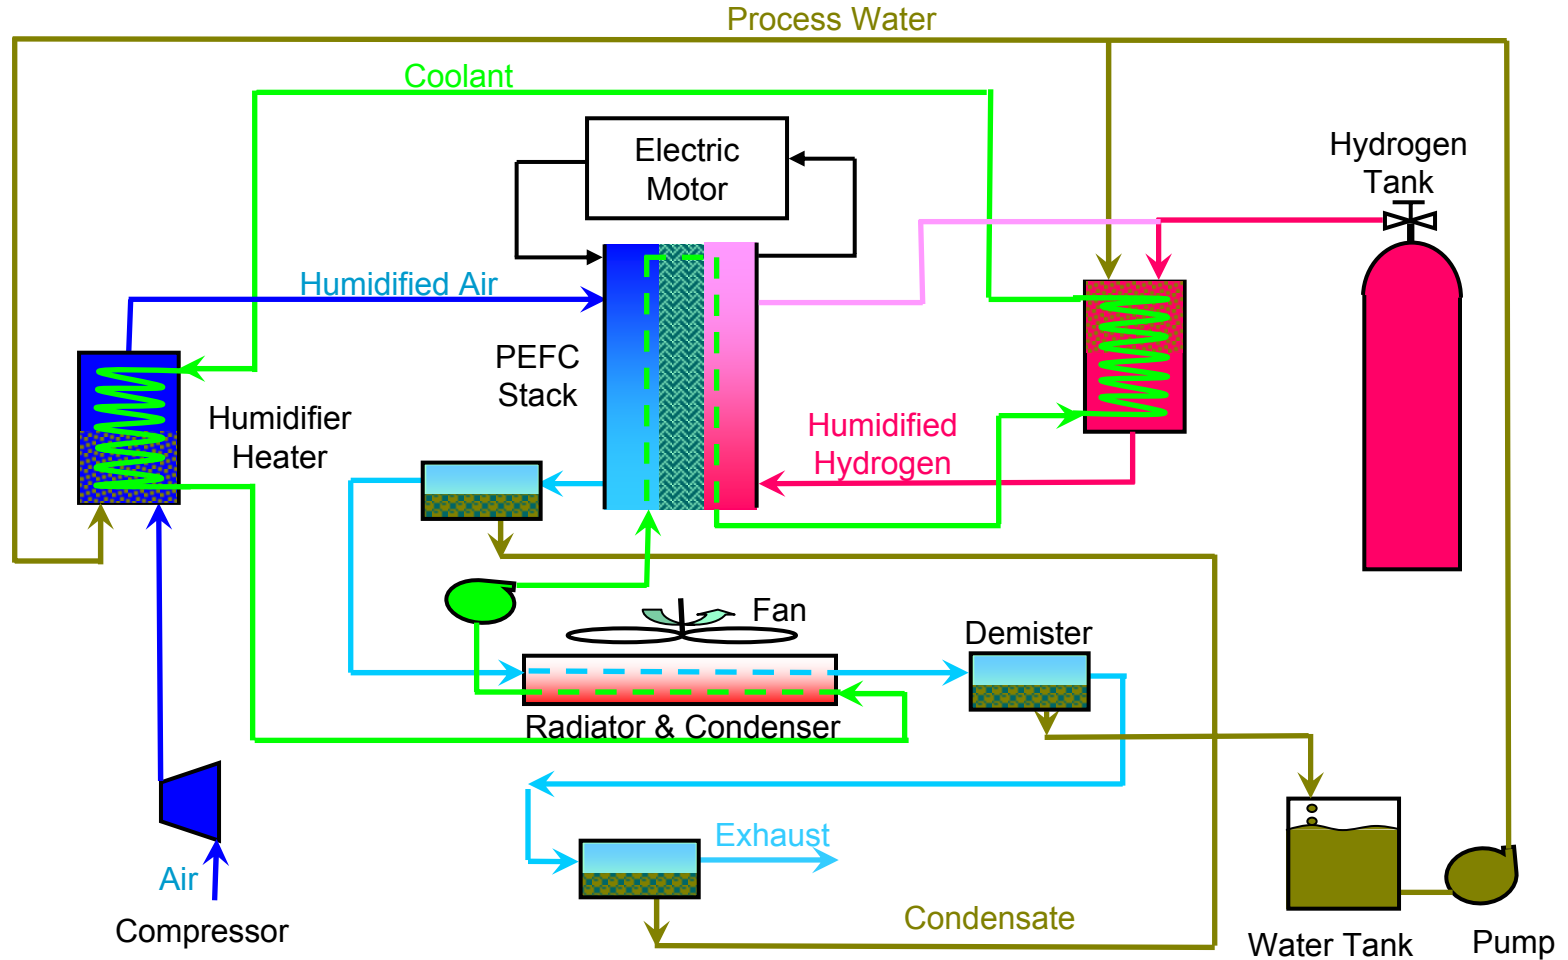 Process Water
Coolant
Electric
Motor
Hydrogen
Tank
Humidified Air
PEFC
Stack
Humidifier
Heater
Humidified
Hydrogen
Fan
Demister
Radiator & Condenser
Exhaust
Air
Compressor
Condensate
Water Tank
Pump